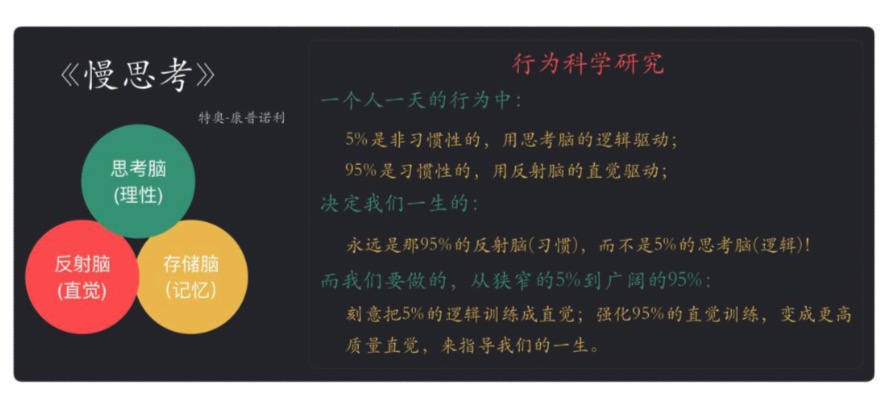 《慢思考》
特奥-康普诺利
思考脑
(理性)
反射脑
(直觉)
存储脑
（记忆）
行为科学研究
一个人一天的行为中：
5%是非习惯性的，用思考脑的逻辑驱动；
95%是习惯性的，用反射脑的直觉驱动；
决定我们一生的：
永远是那95%的反射脑(习惯)，而不是5%的思考脑(逻辑)!
而我们要做的，从狭窄的5%到广阔的95%：
刻意把5%的逻辑训练成直觉；强化95%的直觉训练，变成更高
质量直觉，来指导我们的一生。